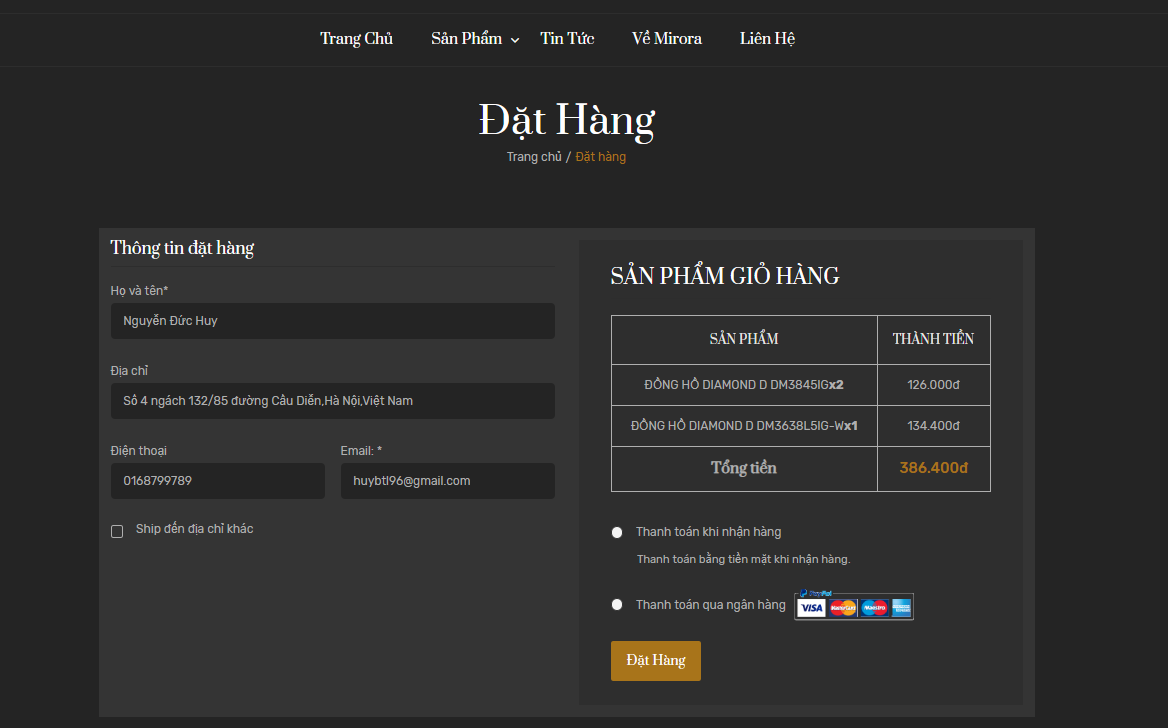 Trang Chủ Sản Phẩm Tin Tức Về Mirora Liên Hệ
Đặt Hàng
Trang chủ / Đặt hàng
Thông tin đặt hàng
Họ và tên*
Nguyễn Đức Huy
Địa chỉ
Số 4 ngách 132/85 đường Cầu Diễn,Hà Nội,Việt Nam
Điện thoại Email: *
0168799789 huybtl96@gmail.com
Ship đến địa chỉ khác
SẢN PHẨM GIỎ HÀNG
SẢN PHẨM THÀNH TIỀN
ĐỒNG HỒ DIAMOND D DM3845IGx2 126.000đ
ĐỒNG HỒ DIAMOND D DM3638L5IG-Wx1 134.400đ
Tổng tiền 386.400đ
Thanh toán khi nhận hàng
Thanh toán bằng tiền mặt khi nhận hàng.
Thanh toán qua ngân hàng
VISA MasterCard Maestro
Đặt Hàng